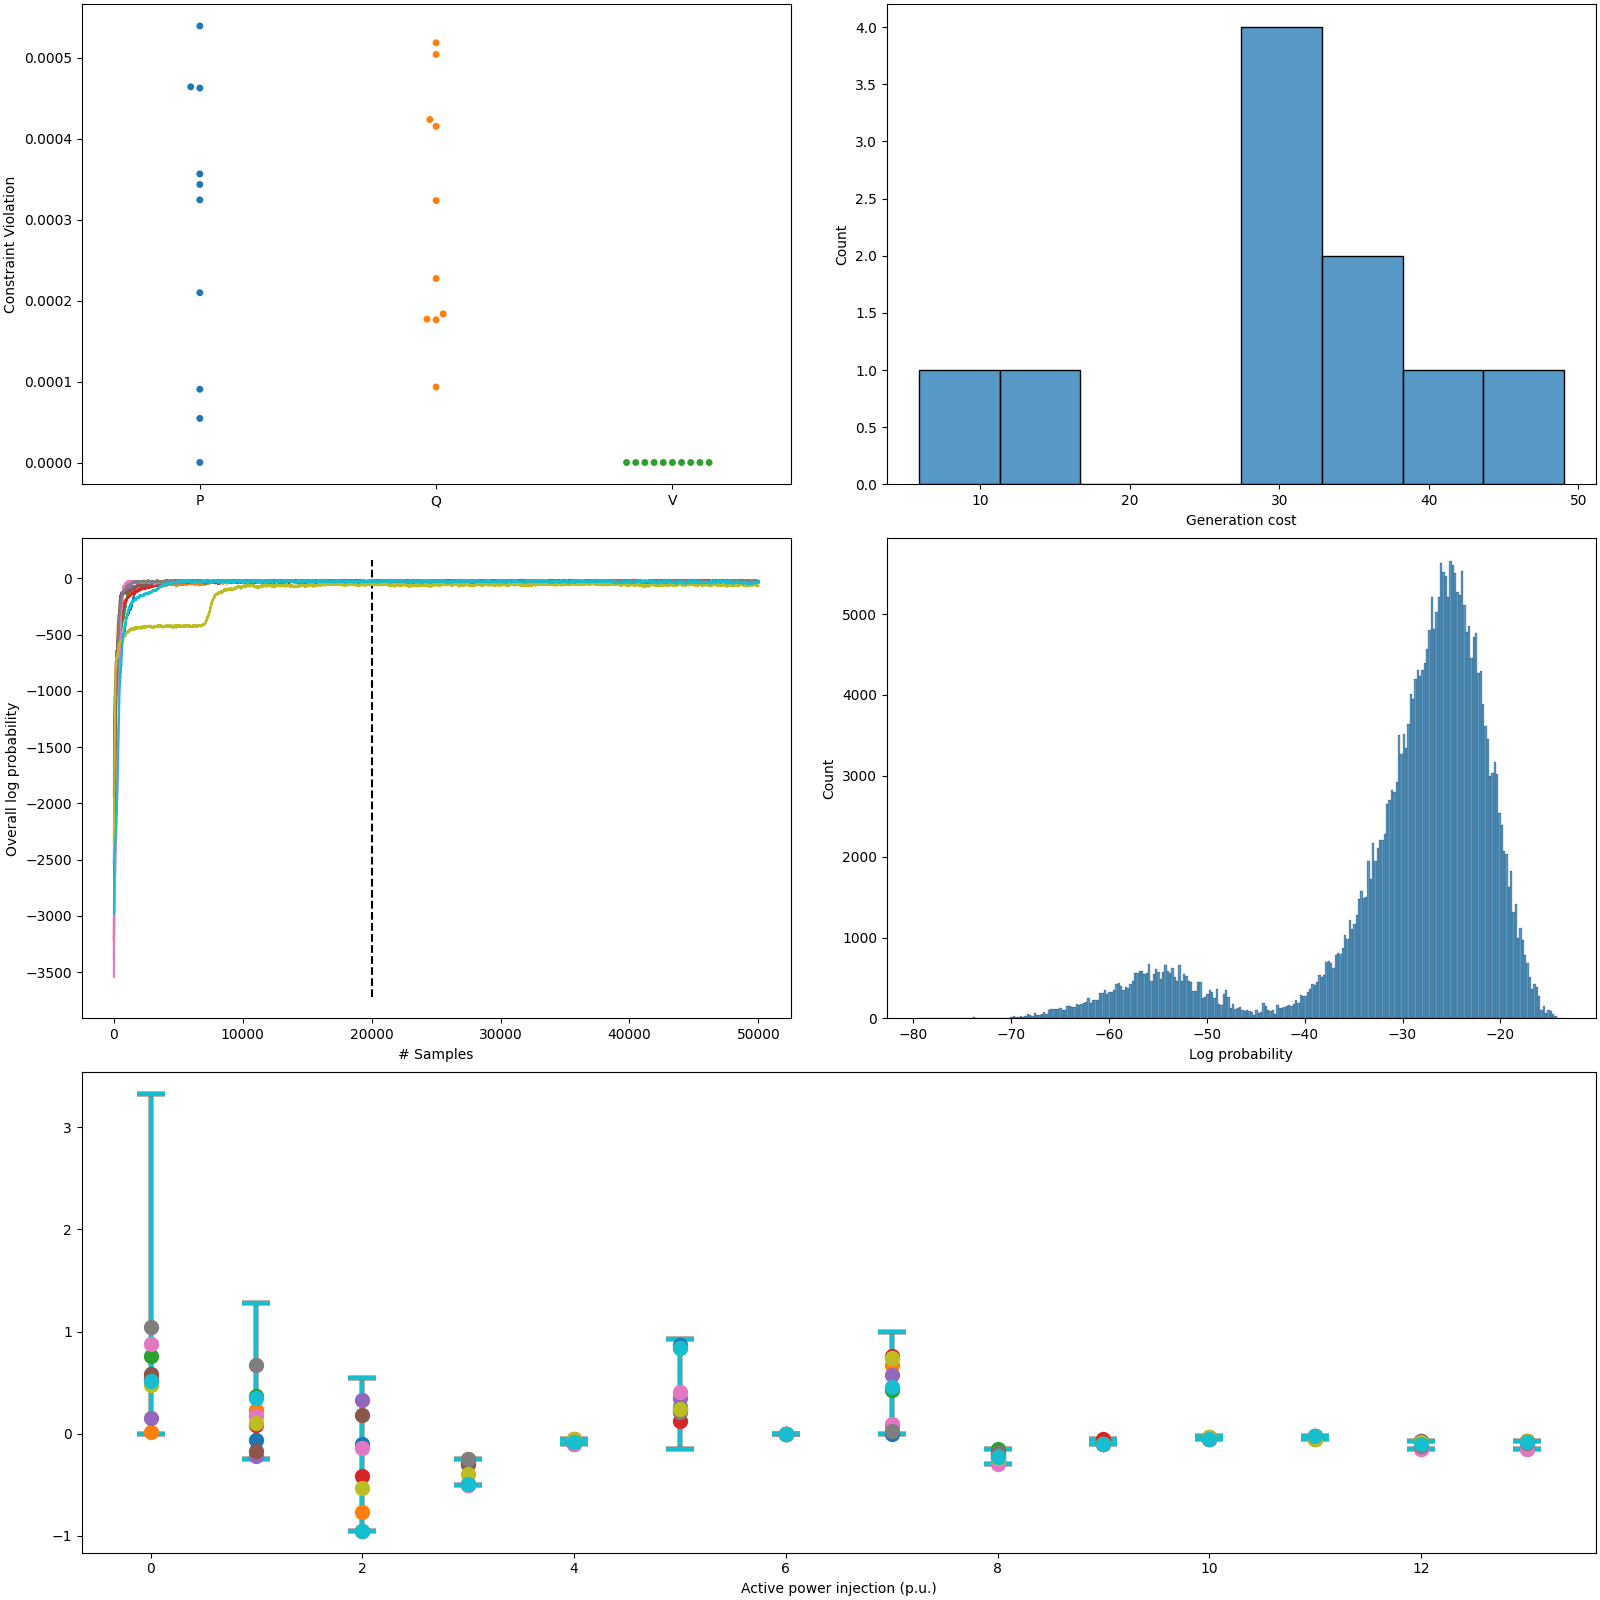 Constraint Violation
0.0005
0.0004
0.0003
0.0002
0.0001
0.0000
P Q V
Count
4.0
3.5
3.0
2.5
2.0
1.5
1.0
0.5
0.0
10 20 30 40 50
Generation cost
Overall log probability
0
−500
−1000
−1500
−2000
−2500
−3000
−3500
0 10000 20000 30000 40000 50000
# Samples
Count
5000
4000
3000
2000
1000
0
−80 −70 −60 −50 −40 −30 −20
Log probability
3
2
1
0
−1
0 2 4 6 8 10 12
Active power injection (p.u.)